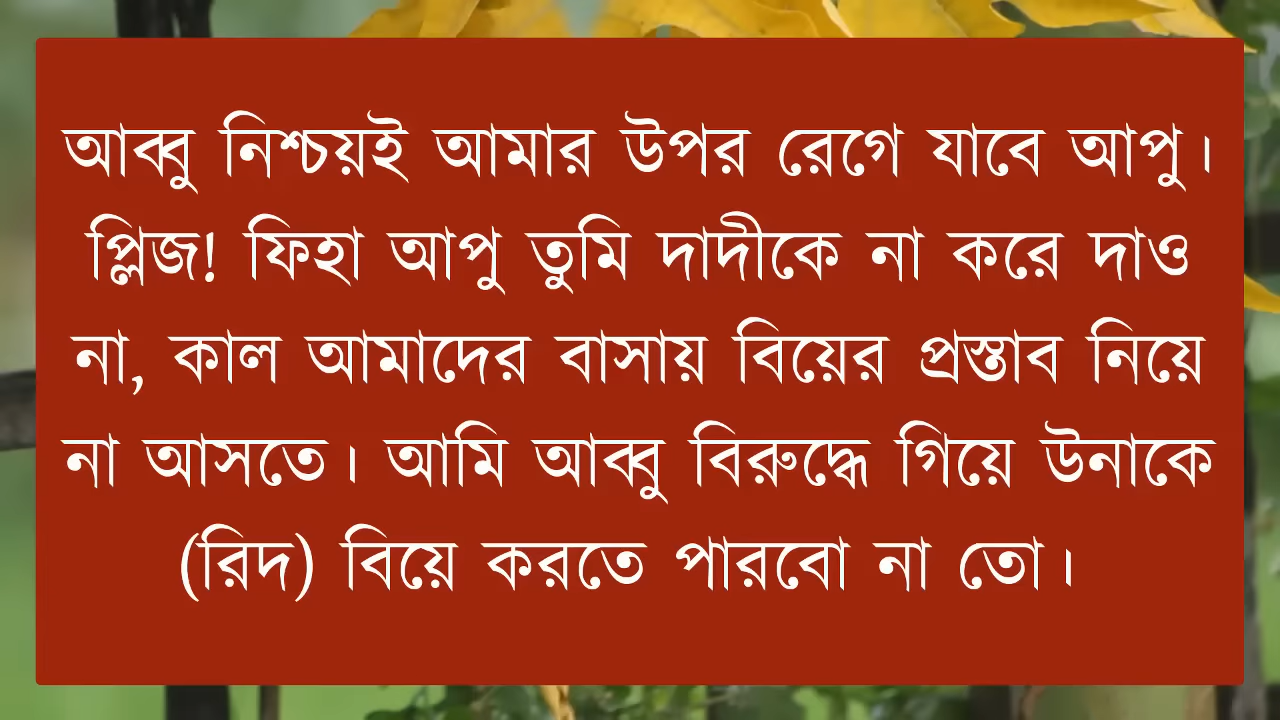 আব্বু নিশ্চয়ই আমার উপর রেগে যাবে আপু।
প্লিজ! ফিহা আপু তুমি দাদীকে না করে দাও
না, কাল আমাদের বাসায় বিয়ের প্রস্তাব নিয়ে
না আসতে। আমি আব্বু বিরুদ্ধে গিয়ে উনাকে
(রিদ) বিয়ে করতে পারবো না তো।